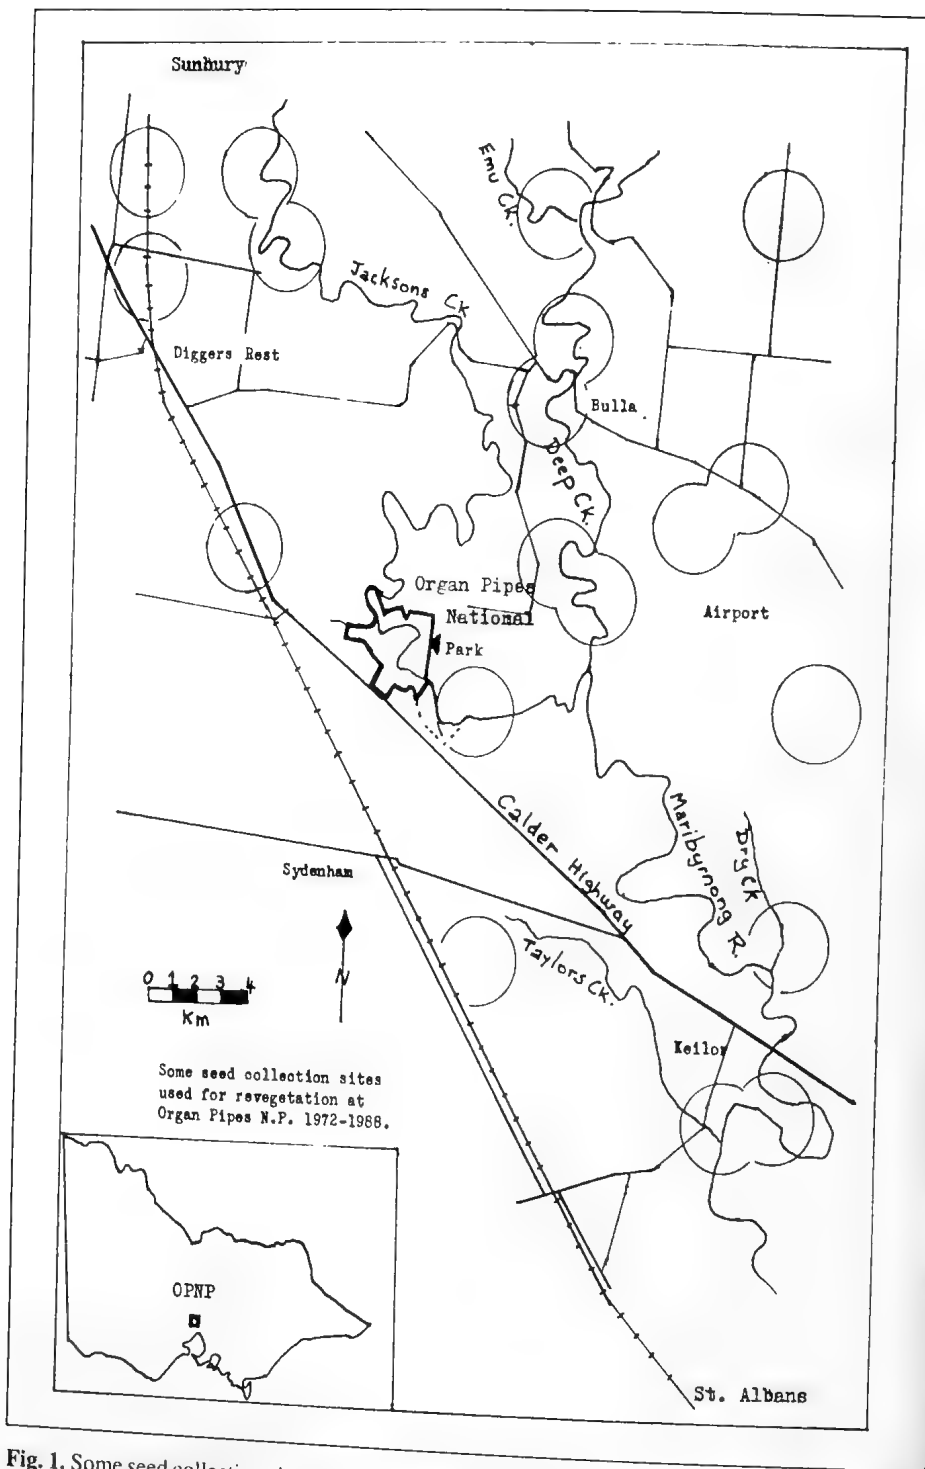 Sunbury
Emu Ck.
Jacksons Ck
Diggers Rest
Bulla
Deep Ck.
Organ Pipes
National
Park
Airport
Calder Highway
Maribyrnong R.
Dry Ck
Sydenham
Taylors Ck.
N
0 1 2 3 4
Km
Keilor
Some seed collection sites
used for revegetation at
Organ Pipes N.P. 1972-1988.
OPNP
St. Albans
Fig. 1. Some seed collection